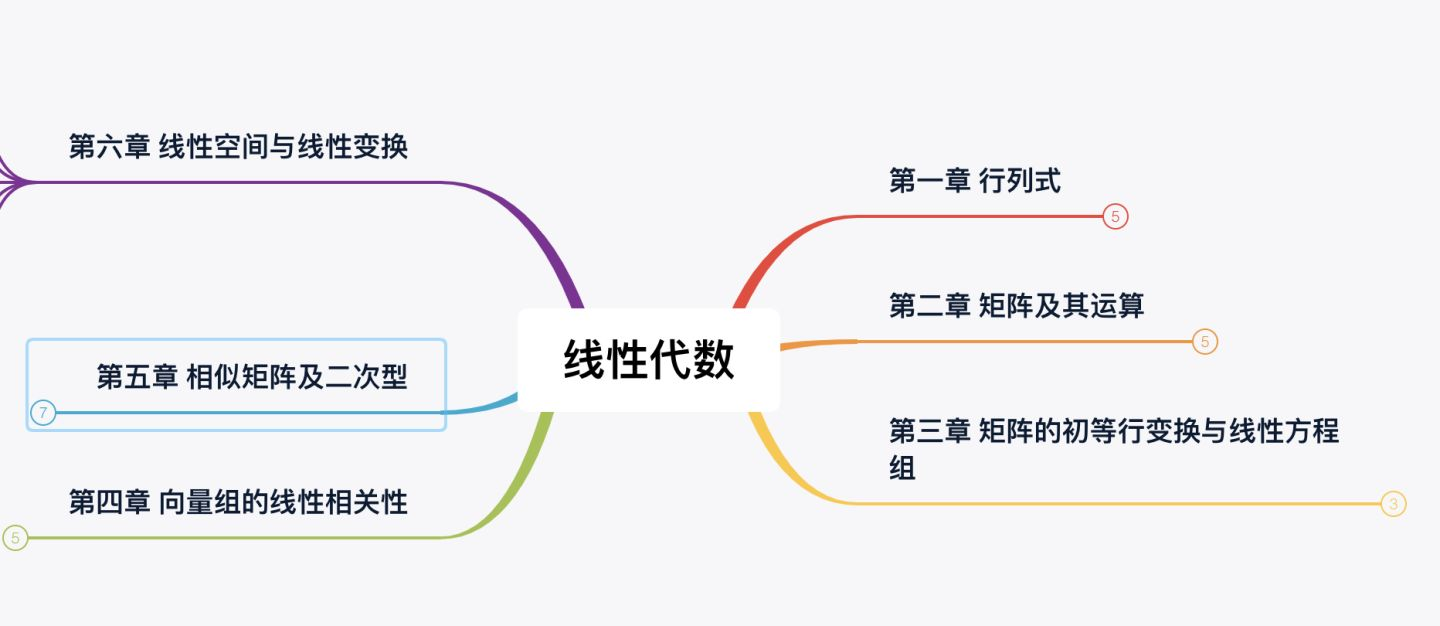 线性代数
第一章 行列式
5
第二章 矩阵及其运算
5
第三章 矩阵的初等行变换与线性方程
组
3
第四章 向量组的线性相关性
5
第五章 相似矩阵及二次型
7
第六章 线性空间与线性变换